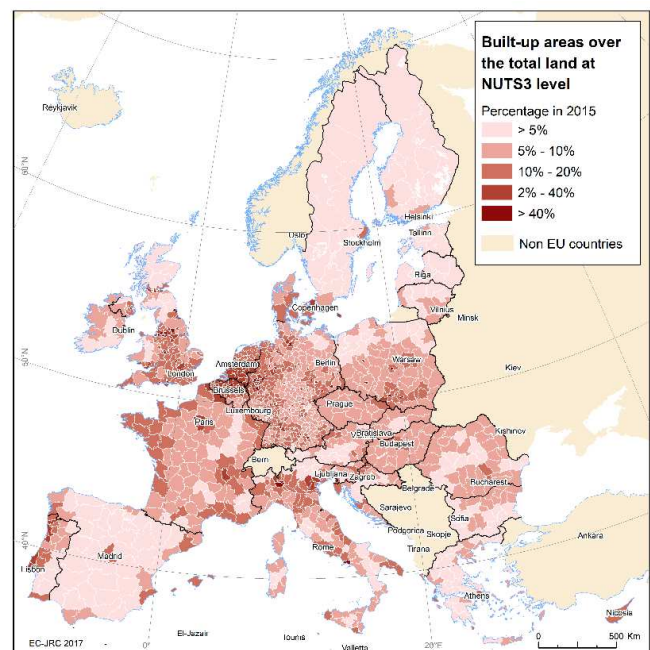 Built-up areas over
the total land at
NUTS3 level
Percentage in 2015
> 5%
5% - 10%
10% - 20%
2% - 40%
> 40%
Non EU countries
Reykjavik
60°N
Helsinki
Oslo
Tallinn
Stockholm
Riga
Copenhagen
Vilnius
Minsk
Dublin
50°N
Amsterdam
Berlin
Warsaw
London
Brussels
Kiev
Luxembourg
Prague
Paris
Bratislava
Kishinov
Budapest
Bern
Ljubljana
Zagreb
Belgrade
Bucharest
Sarajevo
Sofia
Podgorica
Skopje
Ankara
40°N
Madrid
Rome
Tirana
Lisbon
Athens
Nicosia
El-Jazair
Tounis
Valletta
EC-JRC 2017
0°
20°E
0
500 Km